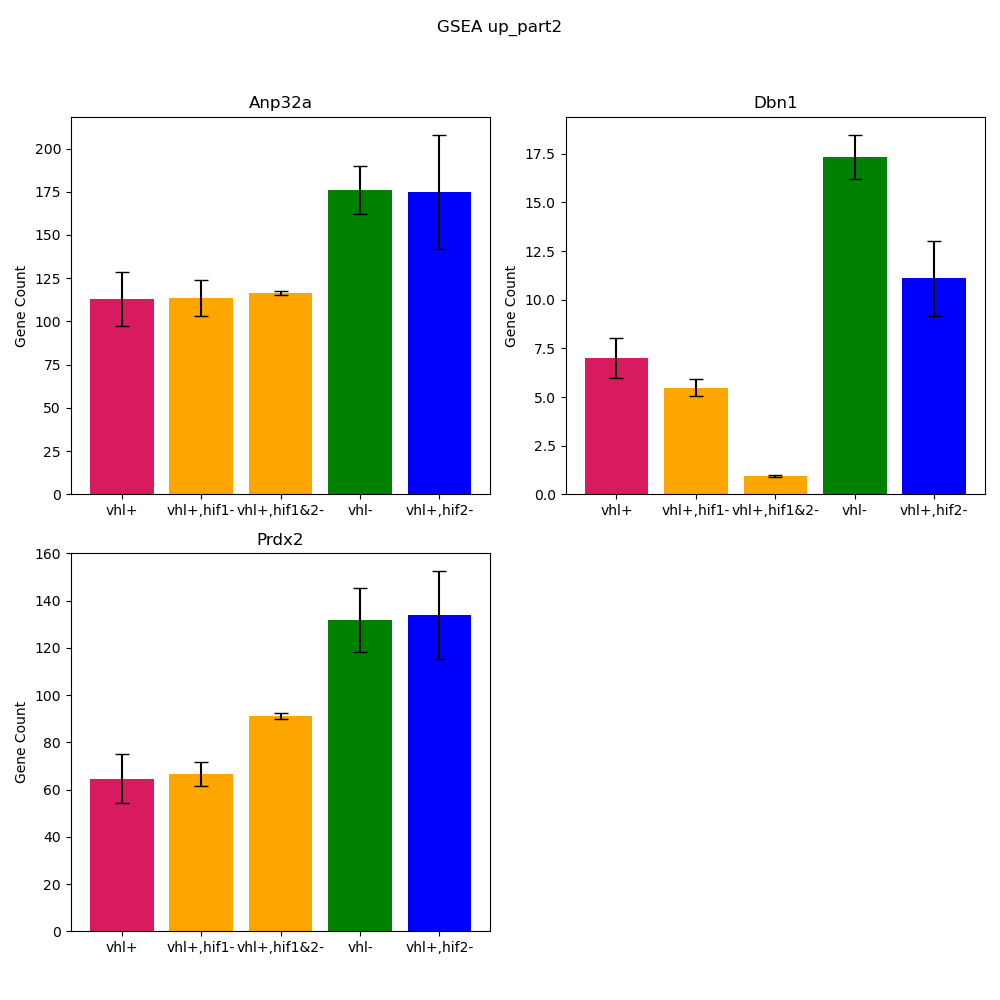 GSEA up_part2
Anp32a
Gene Count
200
175
150
125
100
75
50
25
0
vhl+ vhl+,hif1- vhl+,hif1&2- vhl- vhl+,hif2-
Dbn1
Gene Count
17.5
15.0
12.5
10.0
7.5
5.0
2.5
0.0
vhl+ vhl+,hif1- vhl+,hif1&2- vhl- vhl+,hif2-
Prdx2
Gene Count
160
140
120
100
80
60
40
20
0
vhl+ vhl+,hif1- vhl+,hif1&2- vhl- vhl+,hif2-